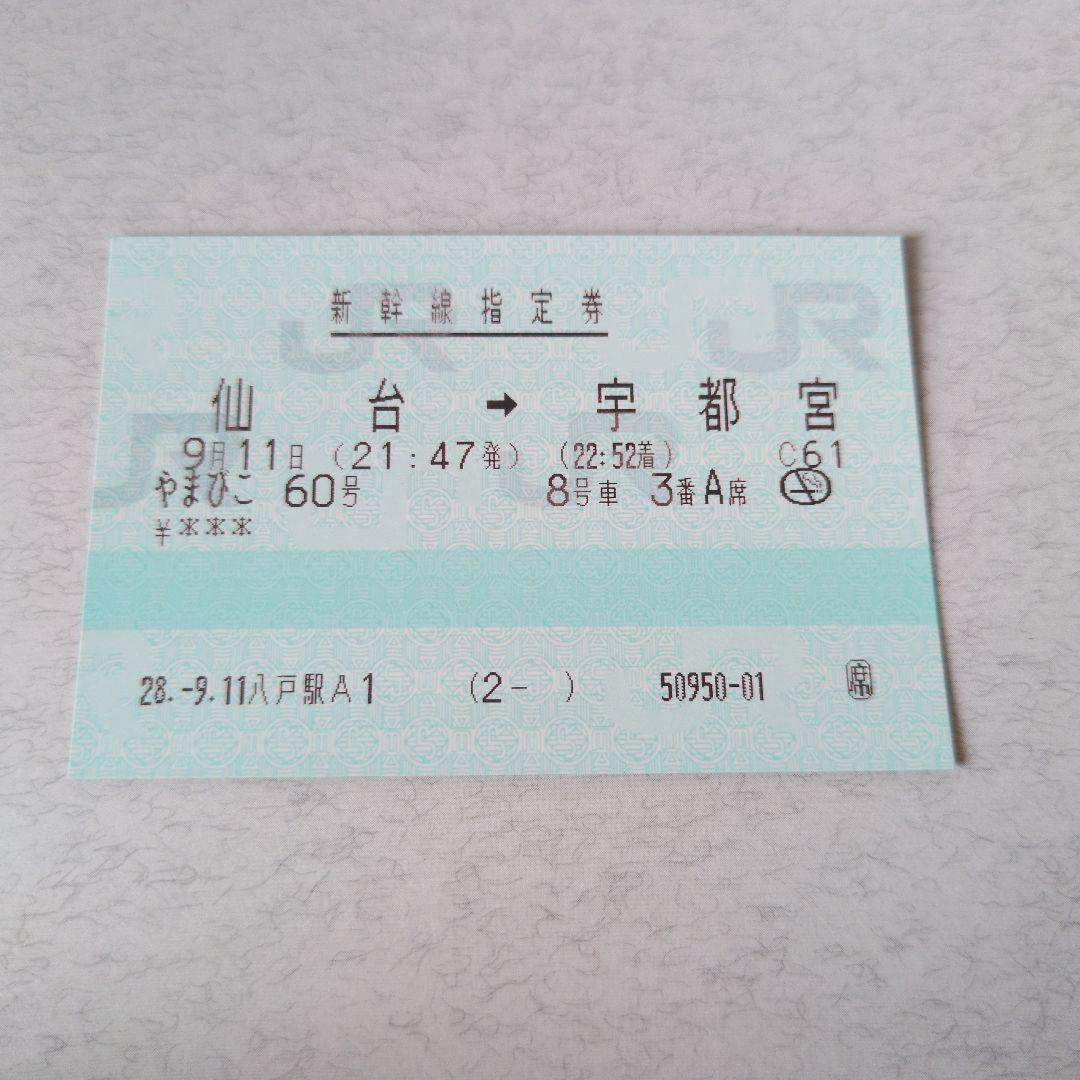 新幹線指定券
仙台➡宇都宮
9月11日（21:47発）（22:52着） C61
やまびこ 60号 8号車 3番A席
￥***
28.-9.11八戸駅A1 (2- ) 50950-01 席